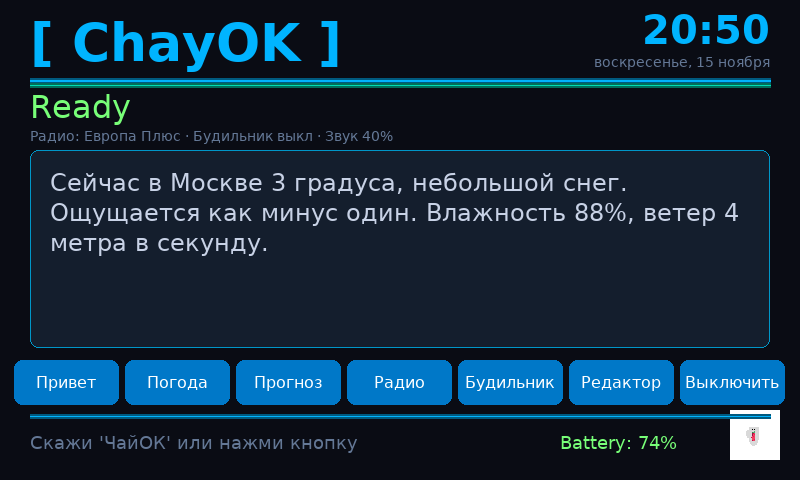 [ ChayOK ]
20:50
воскресенье, 15 ноября
Ready
Радио: Европа Плюс · Будильник выкл · Звук 40%
Сейчас в Москве 3 градуса, небольшой снег.
Ощущается как минус один. Влажность 88%, ветер 4
метра в секунду.
Привет
Погода
Прогноз
Радио
Будильник
Редактор
Выключить
Скажи 'ЧайОК' или нажми кнопку
Battery: 74%